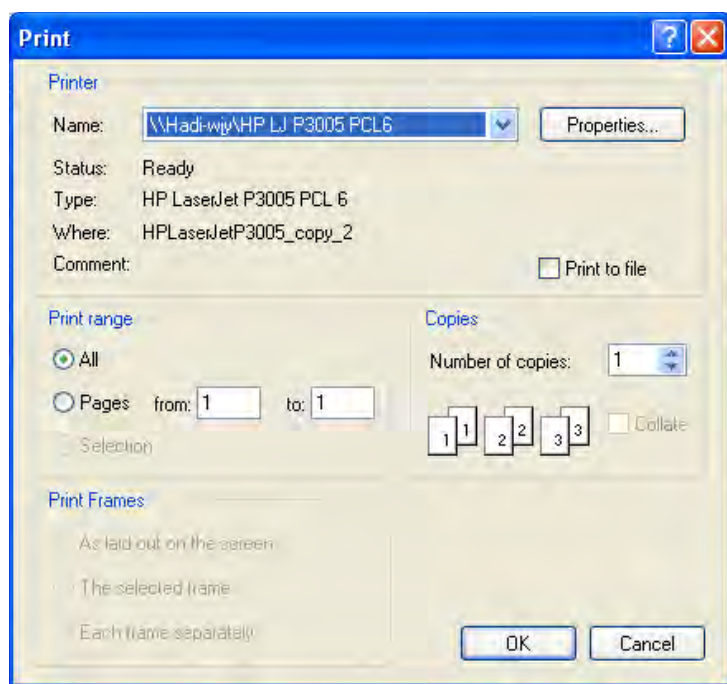 Print
Printer
Name: \\Hadi-wjy\HP LJ P3005 PCL6 Properties...
Status: Ready
Type: HP LaserJet P3005 PCL 6
Where: HPLaserJetP3005_copy_2
Comment:
Print to file
Print range
All
Pages from: 1 to: 1
Selection
Copies
Number of copies: 1
1 1 2 2 3 3 Collate
Print Frames
As laid out on the screen
The selected frame
Each frame separately
OK Cancel